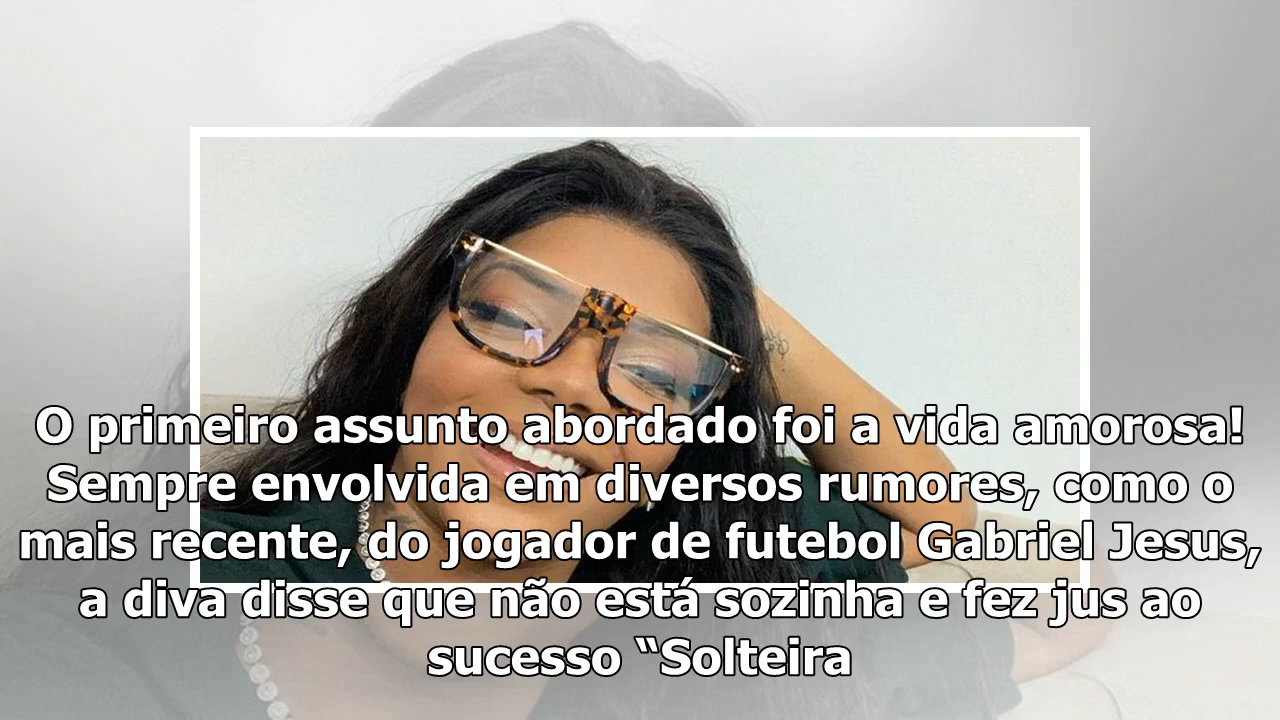 O primeiro assunto abordado foi a vida amorosa!
Sempre envolvida em diversos rumores, como o
mais recente, do jogador de futebol Gabriel Jesus,
a diva disse que não está sozinha e fez jus ao
sucesso “Solteira